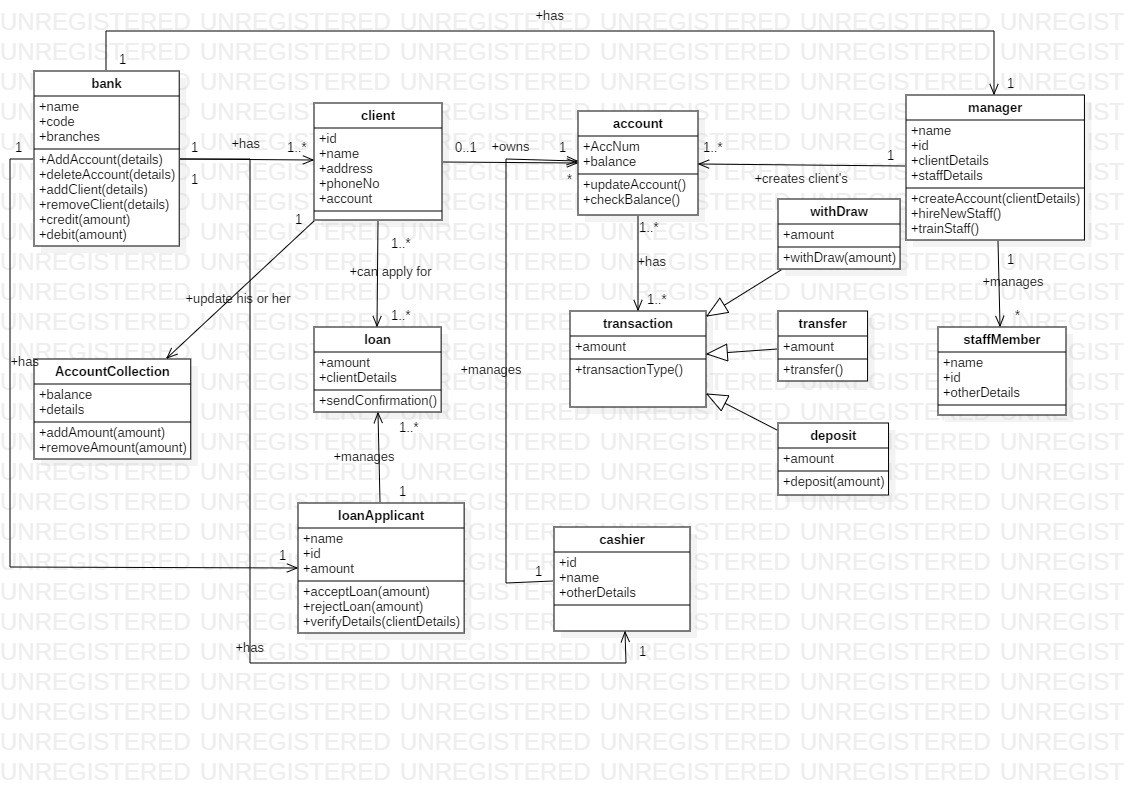 +has
1
bank
+name
+code
+branches
+AddAccount(details)
+deleteAccount(details)
+addClient(details)
+removeClient(details)
+credit(amount)
+debit(amount)
1
1
+has
1..*
1
client
+id
+name
+address
+phoneNo
+account
0..1
+owns
1
*
account
+AccNum
+balance
+updateAccount()
+checkBalance()
1..*
1
+creates client's
1
manager
+name
+id
+clientDetails
+staffDetails
+createAccount(clientDetails)
+hireNewStaff()
+trainStaff()
withDraw
+amount
+withDraw(amount)
1
+update his or her
1..*
+can apply for
1..*
1..*
+has
1..*
1
+manages
*
+has
AccountCollection
+balance
+details
+addAmount(amount)
+removeAmount(amount)
loan
+amount
+clientDetails
+sendConfirmation()
+manages
transaction
+amount
+transactionType()
transfer
+amount
+transfer()
staffMember
+name
+id
+otherDetails
deposit
+amount
+deposit(amount)
1..*
+manages
1
loanApplicant
+name
+id
+amount
+acceptLoan(amount)
+rejectLoan(amount)
+verifyDetails(clientDetails)
1
cashier
+id
+name
+otherDetails
1
+has
1
UNREGISTERED